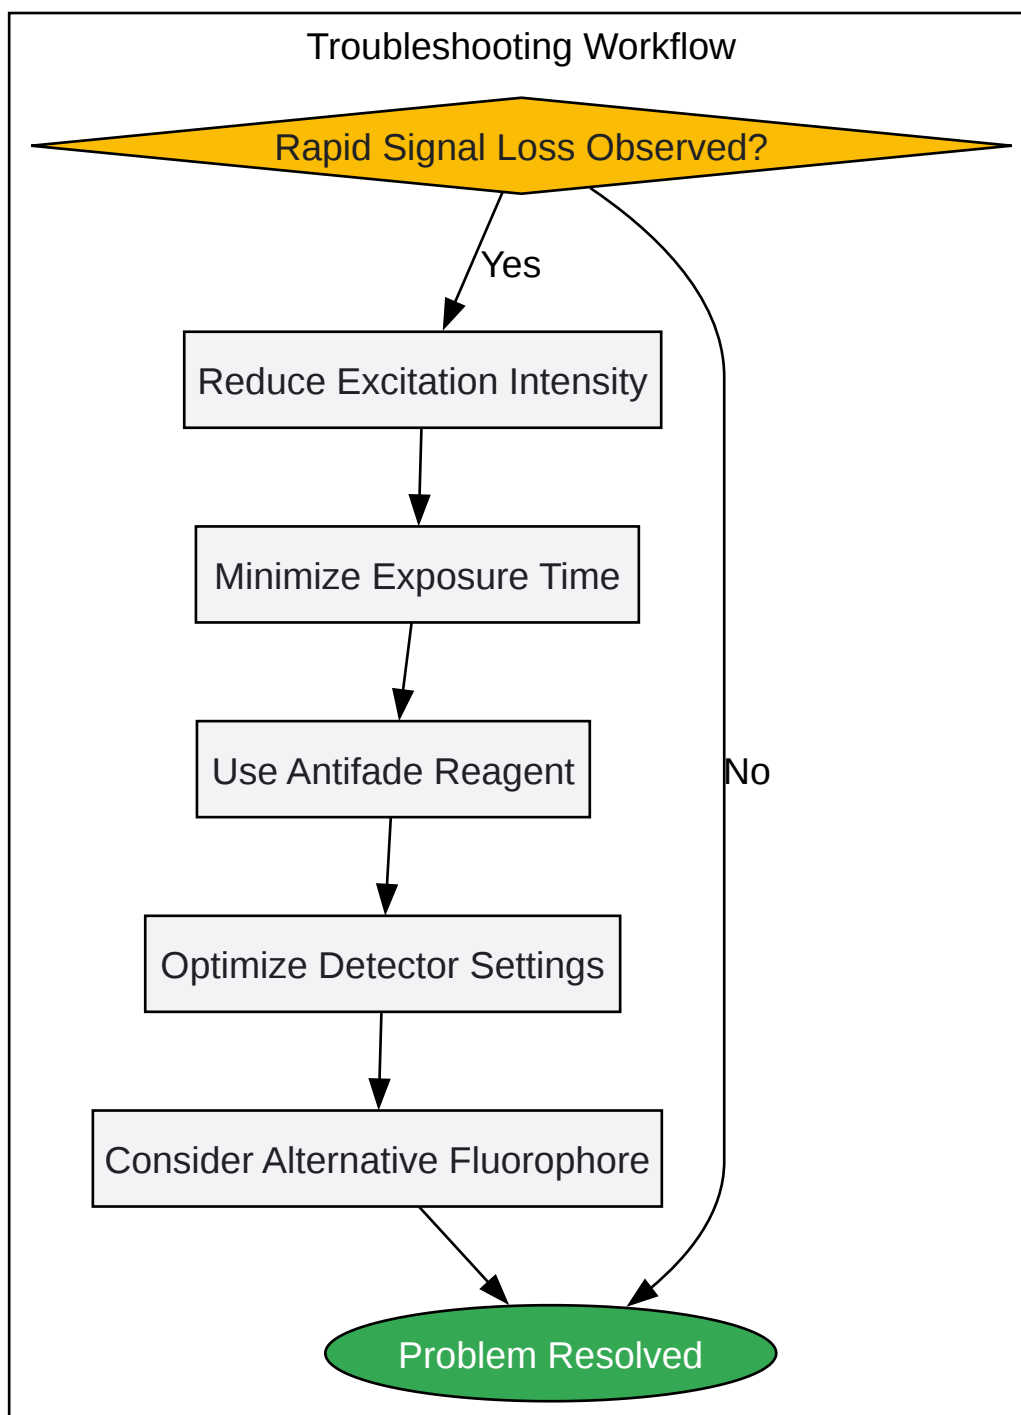 Troubleshooting Workflow
Rapid Signal Loss Observed?
Yes
Reduce Excitation Intensity
Minimize Exposure Time
Use Antifade Reagent
No
Optimize Detector Settings
Consider Alternative Fluorophore
Problem Resolved